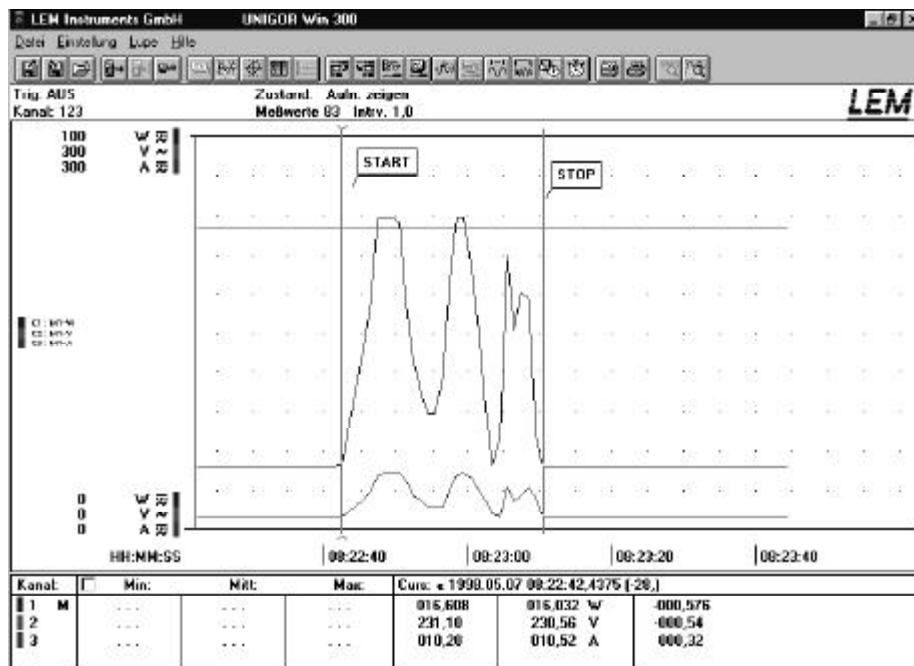 LEM Instruments GmbH UNIGOR Win 300
Datei Einstellung Lupe Hilfe
Trig. AUS Zustand. Aufn. zeigen
Kanal: 123 Meßwerte 83 Intrv. 1,0
LEM
100 W
300 V ~
300 A
START
STOP
0 W
0 V ~
0 A
HH:MM:SS 08:22:40 08:23:00 08:23:20 08:23:40
Kanal: Min: Mitt: Max: Curs: « 1998.05.07 08:22:42,4375 [-28,]
1 M ... ... ... 016,608 016,032 W -000,576
2 ... ... ... 231,10 230,56 V -000,54
3 ... ... ... 010,20 010,52 A 000,32